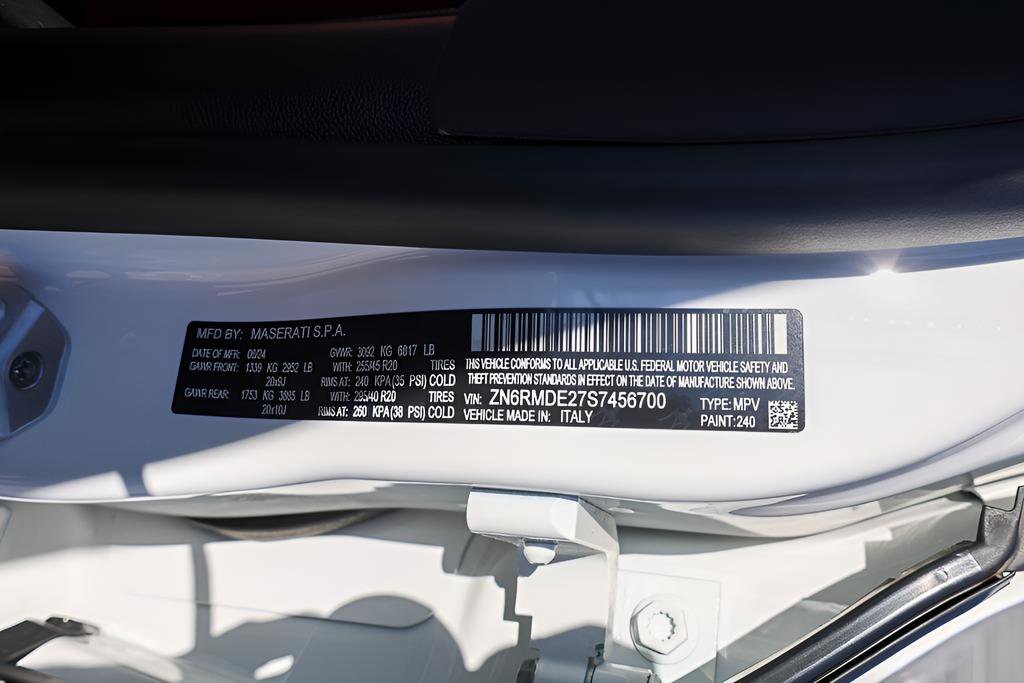 MFD BY: MASERATI S.P.A.
DATE OF MFR: 06/24 GVWR: 3092 KG 6817 LB
GAWR FRONT: 1339 KG 2952 LB WITH: 255/45 R20 TIRES
20x9J RIMS AT: 240 KPA(35 PSI) COLD
GAWR REAR: 1753 KG 3865 LB WITH: 295/40 R20 TIRES
20x10J RIMS AT: 260 KPA(38 PSI) COLD
THIS VEHICLE CONFORMS TO ALL APPLICABLE U.S. FEDERAL MOTOR VEHICLE SAFETY AND
THEFT PREVENTION STANDARDS IN EFFECT ON THE DATE OF MANUFACTURE SHOWN ABOVE.
VIN: ZN6RMDE27S7456700 TYPE: MPV
VEHICLE MADE IN: ITALY PAINT: 240